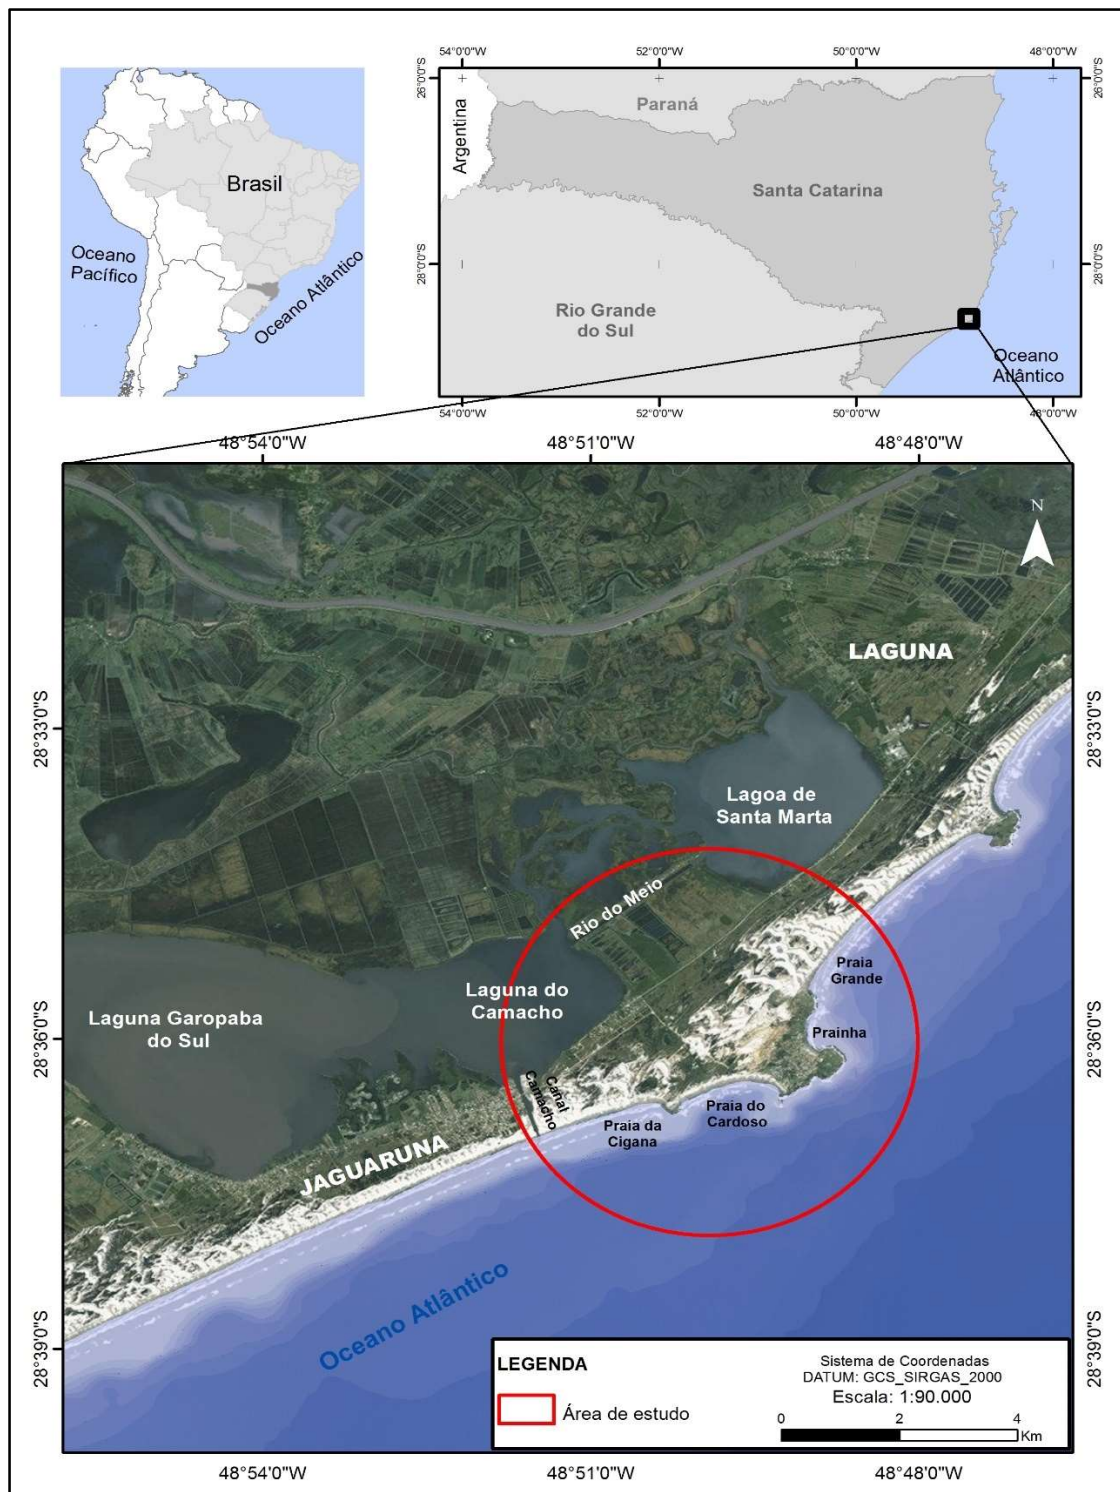 Brasil
Oceano
Pacífico
Oceano Atlântico
54°0'0"W
52°0'0"W
50°0'0"W
48°0'0"W
26°0'0"S
26°0'0"S
Argentina
Paraná
Santa Catarina
28°0'0"S
28°0'0"S
Rio Grande
do Sul
Oceano
Atlântico
54°0'0"W
52°0'0"W
50°0'0"W
48°0'0"W
48°54'0"W
48°51'0"W
48°48'0"W
N
LAGUNA
28°33'0"S
28°33'0"S
Lagoa de
Santa Marta
Rio do Meio
Praia
Grande
Laguna do
Camacho
Laguna Garopaba
do Sul
Prainha
28°36'0"S
28°36'0"S
Canal
Camacho
Praia do
Cardoso
Praia da
Cigana
JAGUARUNA
Oceano Atlântico
28°39'0"S
28°39'0"S
LEGENDA
Área de estudo
Sistema de Coordenadas
DATUM: GCS_SIRGAS_2000
Escala: 1:90.000
0
2
4
Km
48°54'0"W
48°51'0"W
48°48'0"W